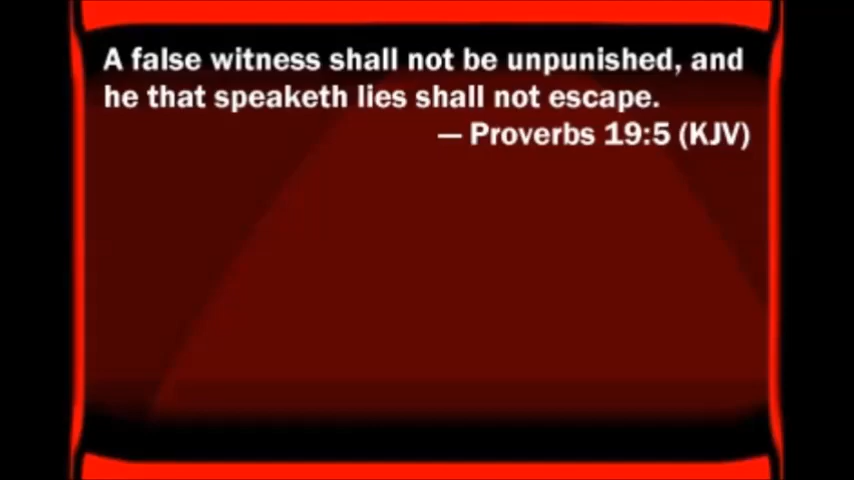 A false witness shall not be unpunished, and
he that speaketh lies shall not escape.
— Proverbs 19:5 (KJV)